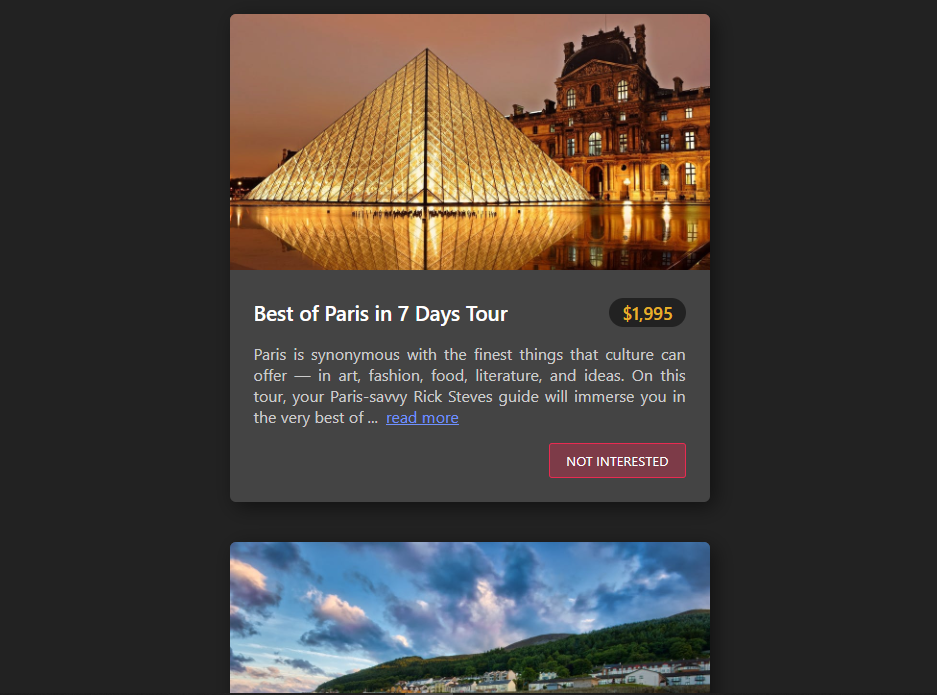 Best of Paris in 7 Days Tour
$1,995
Paris is synonymous with the finest things that culture can
offer — in art, fashion, food, literature, and ideas. On this
tour, your Paris-savvy Rick Steves guide will immerse you in
the very best of ... read more
NOT INTERESTED